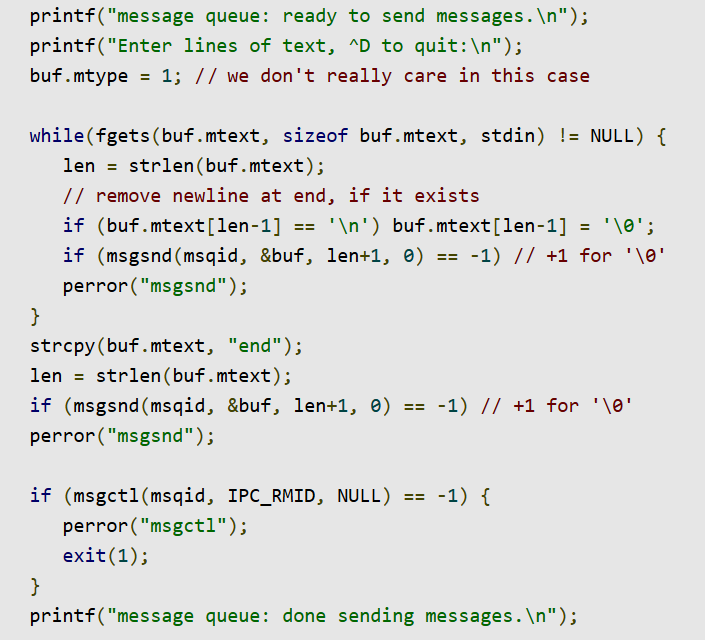 printf("message queue: ready to send messages.\n");
printf("Enter lines of text, ^D to quit:\n");
buf.mtype = 1; // we don't really care in this case

while(fgets(buf.mtext, sizeof buf.mtext, stdin) != NULL) {
   len = strlen(buf.mtext);
   // remove newline at end, if it exists
   if (buf.mtext[len-1] == '\n') buf.mtext[len-1] = '\0';
   if (msgsnd(msqid, &buf, len+1, 0) == -1) // +1 for '\0'
   perror("msgsnd");
}
strcpy(buf.mtext, "end");
len = strlen(buf.mtext);
if (msgsnd(msqid, &buf, len+1, 0) == -1) // +1 for '\0'
perror("msgsnd");

if (msgctl(msqid, IPC_RMID, NULL) == -1) {
   perror("msgctl");
   exit(1);
}
printf("message queue: done sending messages.\n");